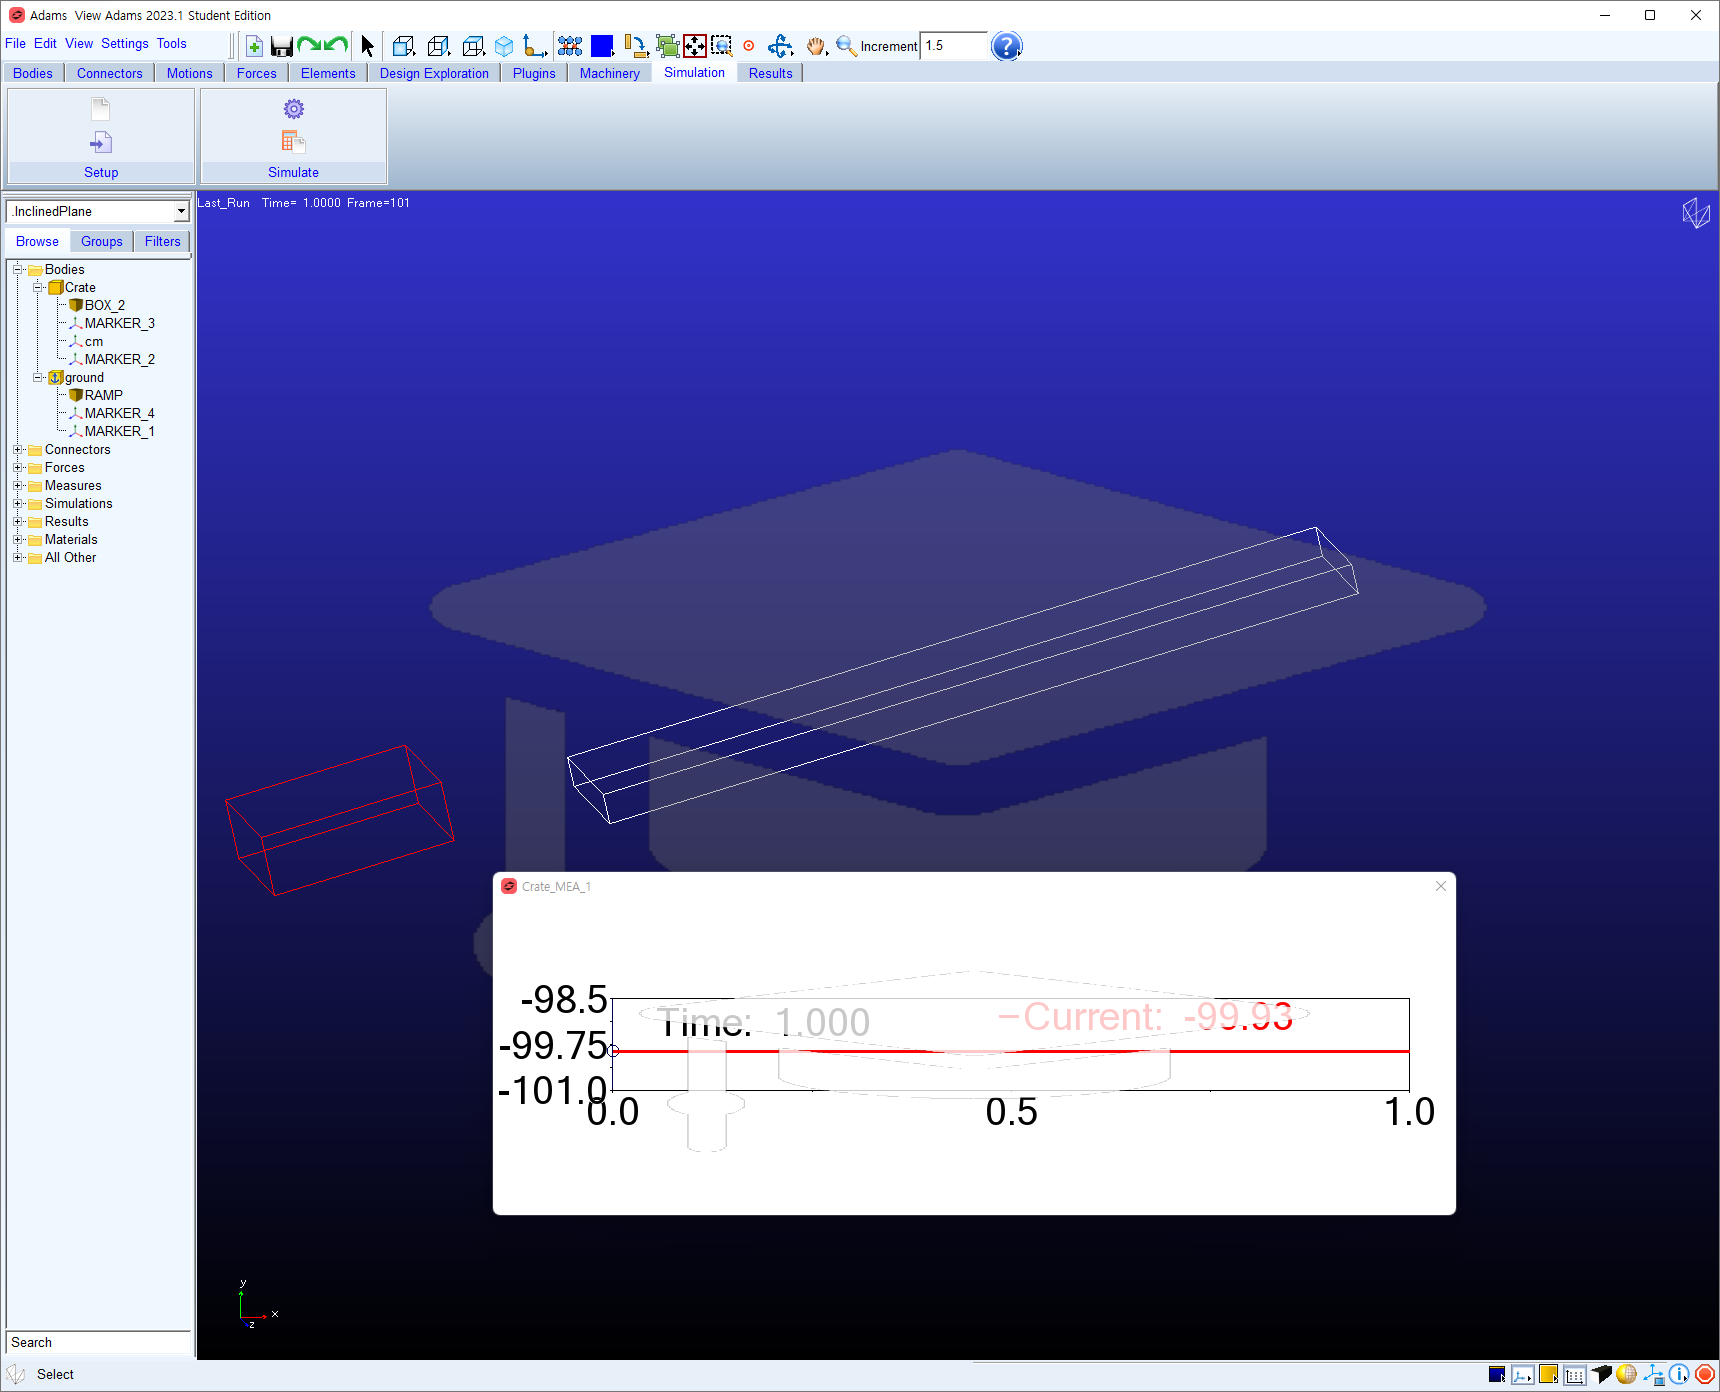 Adams View Adams 2023.1 Student Edition
File Edit View Settings Tools
Increment 1.5
Bodies Connectors Motions Forces Elements Design Exploration Plugins Machinery Simulation Results
Setup Simulate
.InclinedPlane
Last_Run Time= 1.0000 Frame=101
Browse Groups Filters
Bodies
Crate
BOX_2
MARKER_3
cm
MARKER_2
ground
RAMP
MARKER_4
MARKER_1
Connectors
Forces
Measures
Simulations
Results
Materials
All Other
Crate_MEA_1
-98.5
Time: 1.000 Current: -99.93
-99.75
-101.0
0.0 0.5 1.0
y
x
z
Search
Select